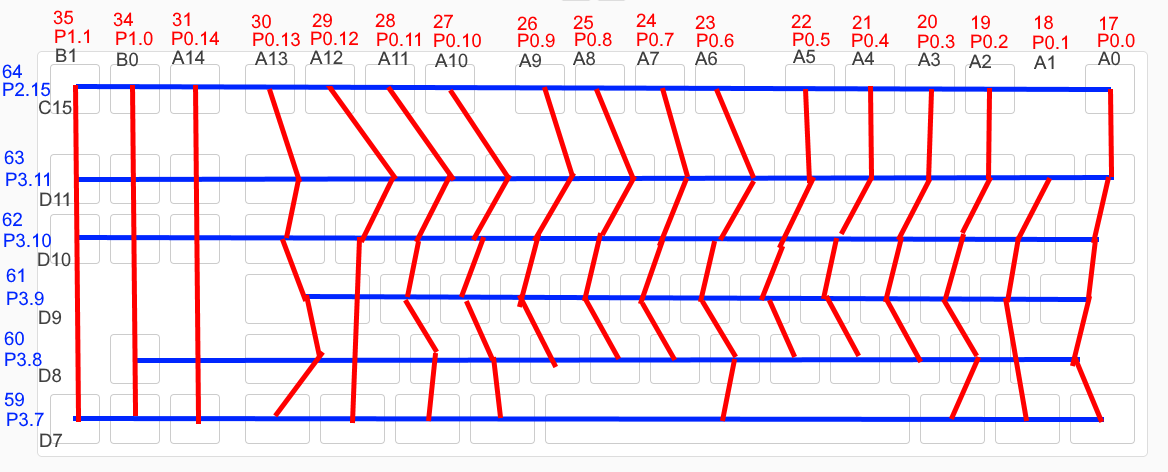 35 34 31 30 29 28 27 26 25 24 23 22 21 20 19 18 17
P1.1 P1.0 P0.14 P0.13 P0.12 P0.11 P0.10 P0.9 P0.8 P0.7 P0.6 P0.5 P0.4 P0.3 P0.2 P0.1 P0.0
B1 B0 A14 A13 A12 A11 A10 A9 A8 A7 A6 A5 A4 A3 A2 A1 A0
64
P2.15
C15
63
P3.11
D11
62
P3.10
D10
61
P3.9
D9
60
P3.8
D8
59
P3.7
D7